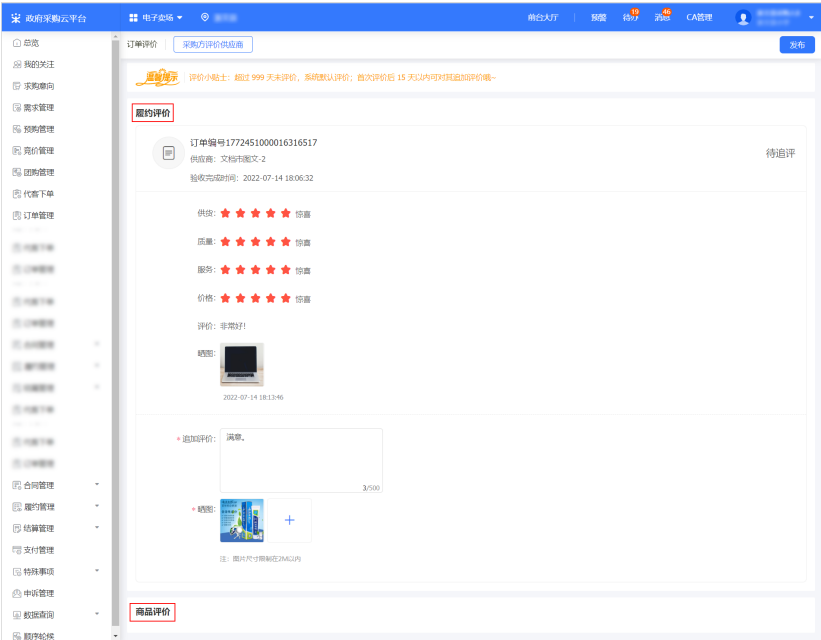 政府采购云平台
电子卖场
前台大厅
预警
待办
19
消息
46
CA管理
总览
我的关注
求购意向
需求管理
预购管理
竞价管理
团购管理
代客下单
订单管理
合同管理
履约管理
结算管理
支付管理
特殊事项
申诉管理
数据查询
顺序轮候
订单评价
采购方评价供应商
发布
温馨提示
评价小贴士：超过 999 天未评价，系统默认评价；首次评价后 15 天以内可对其追加评价哦~
履约评价
订单编号1772451000016316517
供应商：文档市图文-2
验收完成时间：2022-07-14 18:06:32
待追评
供货：
惊喜
质量：
惊喜
服务：
惊喜
价格：
惊喜
评价：非常好！
晒图：
2022-07-14 18:13:46
* 追加评价：
满意。
3/500
* 晒图：
注：图片尺寸限制在2M以内
商品评价